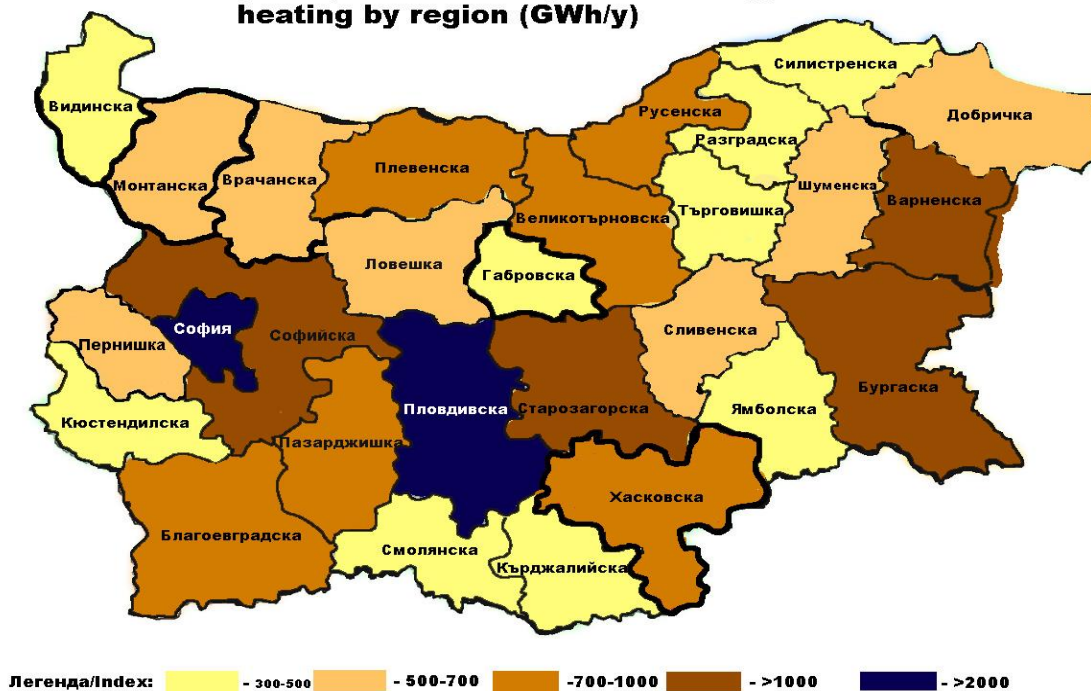 heating by region (GWh/y)
Силистренска
Видинска
Русенска
Добричка
Разградска
Плевенска
Врачанска
Монтанска
Шуменска
Варненска
Търговишка
Великотърновска
Ловешка
Габровска
София
Софийска
Сливенска
Пернишка
Бургаска
Пловдивска
Старозагорска
Ямболска
Кюстендилска
Пазарджишка
Хасковска
Благоевградска
Смолянска
Кърджалийска
Легенда/Index: - 300-500 - 500-700 -700-1000 - >1000 - >2000